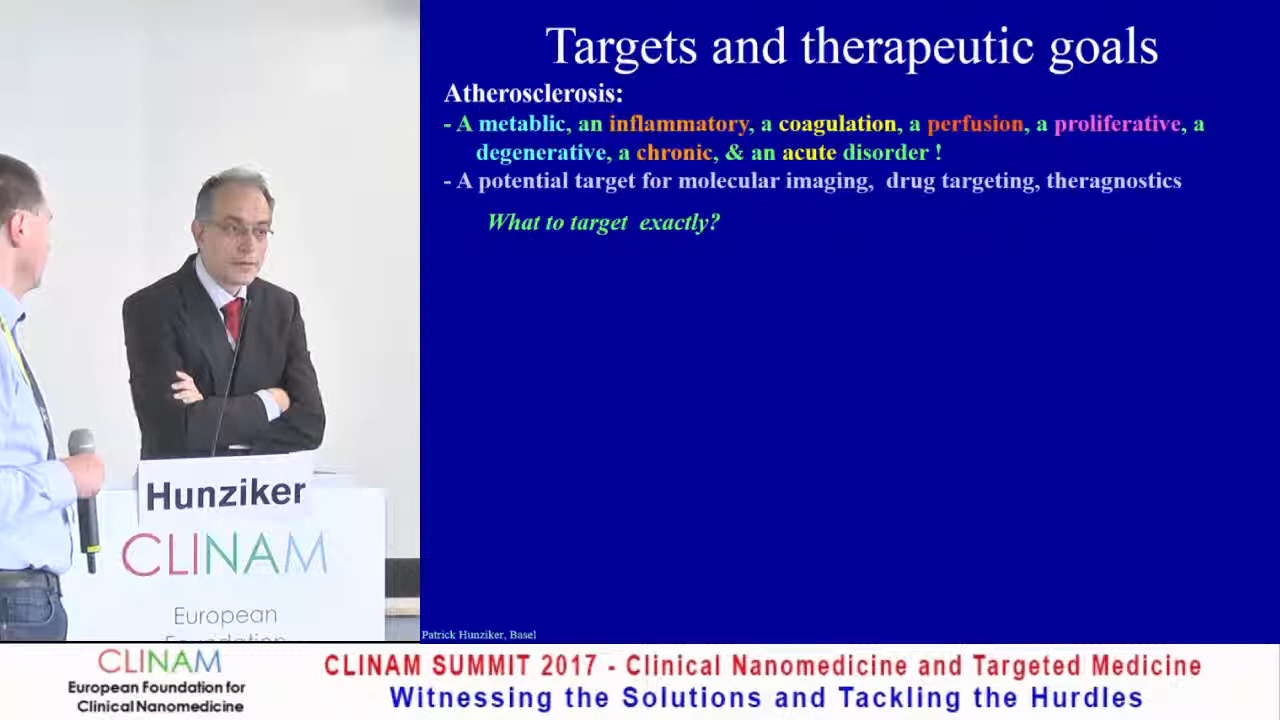 Targets and therapeutic goals
Atherosclerosis:
- A metablic, an inflammatory, a coagulation, a perfusion, a proliferative, a
degenerative, a chronic, & an acute disorder !
- A potential target for molecular imaging, drug targeting, theragnostics
What to target exactly?
Hunziker
CLINAM
European
Foundation
Patrick Hunziker, Basel
CLINAM
European Foundation for
Clinical Nanomedicine
CLINAM SUMMIT 2017 - Clinical Nanomedicine and Targeted Medicine
Witnessing the Solutions and Tackling the Hurdles